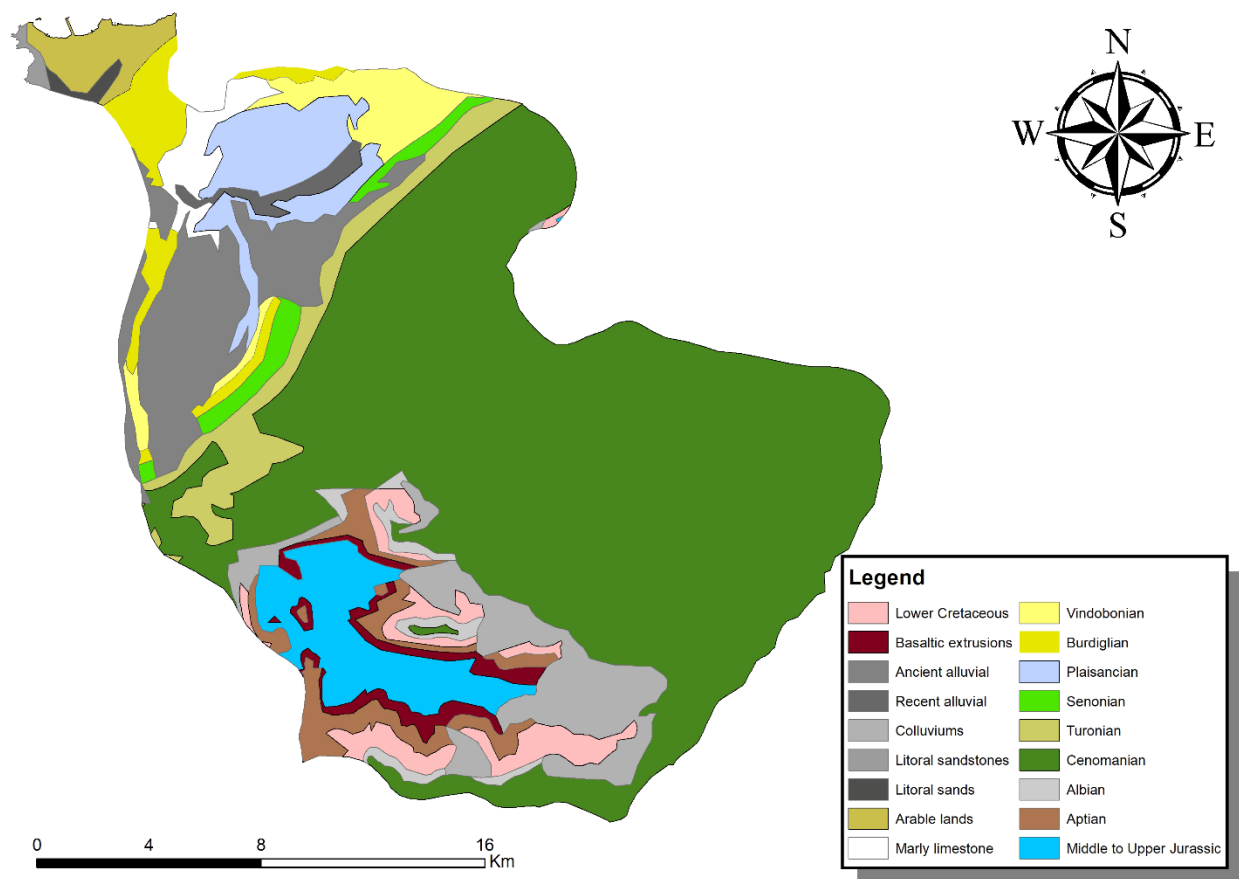 N
W E
S
Legend
Lower Cretaceous Vindobonian
Basaltic extrusions Burdiglian
Ancient alluvial Plaisancian
Recent alluvial Senonian
Colluviums Turonian
Litoral sandstones Cenomanian
Litoral sands Albian
Arable lands Aptian
Marly limestone Middle to Upper Jurassic
0 4 8 16
Km